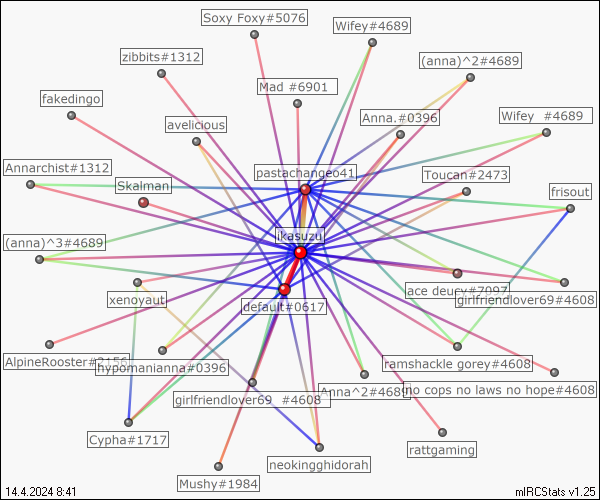 Soxy Foxy#5076
Wifey#4689
zibbits#1312
(anna)^2#4689
Mad #6901
fakedingo
Anna.#0396
Wifey  #4689
avelicious
Annarchist#1312
pastachangeo41
Toucan#2473
Skalman
frisout
ikasuzu
(anna)^3#4689
ace deucy#7097
xenoyaut
girlfriendlover69#4608
default#0617
AlpineRooster#2156
hypomanianna#0396
ramshackle gorey#4608
girlfriendlover69  #4608
Anna^2#4689
no cops no laws no hope#4608
Cypha#1717
rattgaming
neokingghidorah
Mushy#1984
14.4.2024 8:41
mIRCStats v1.25